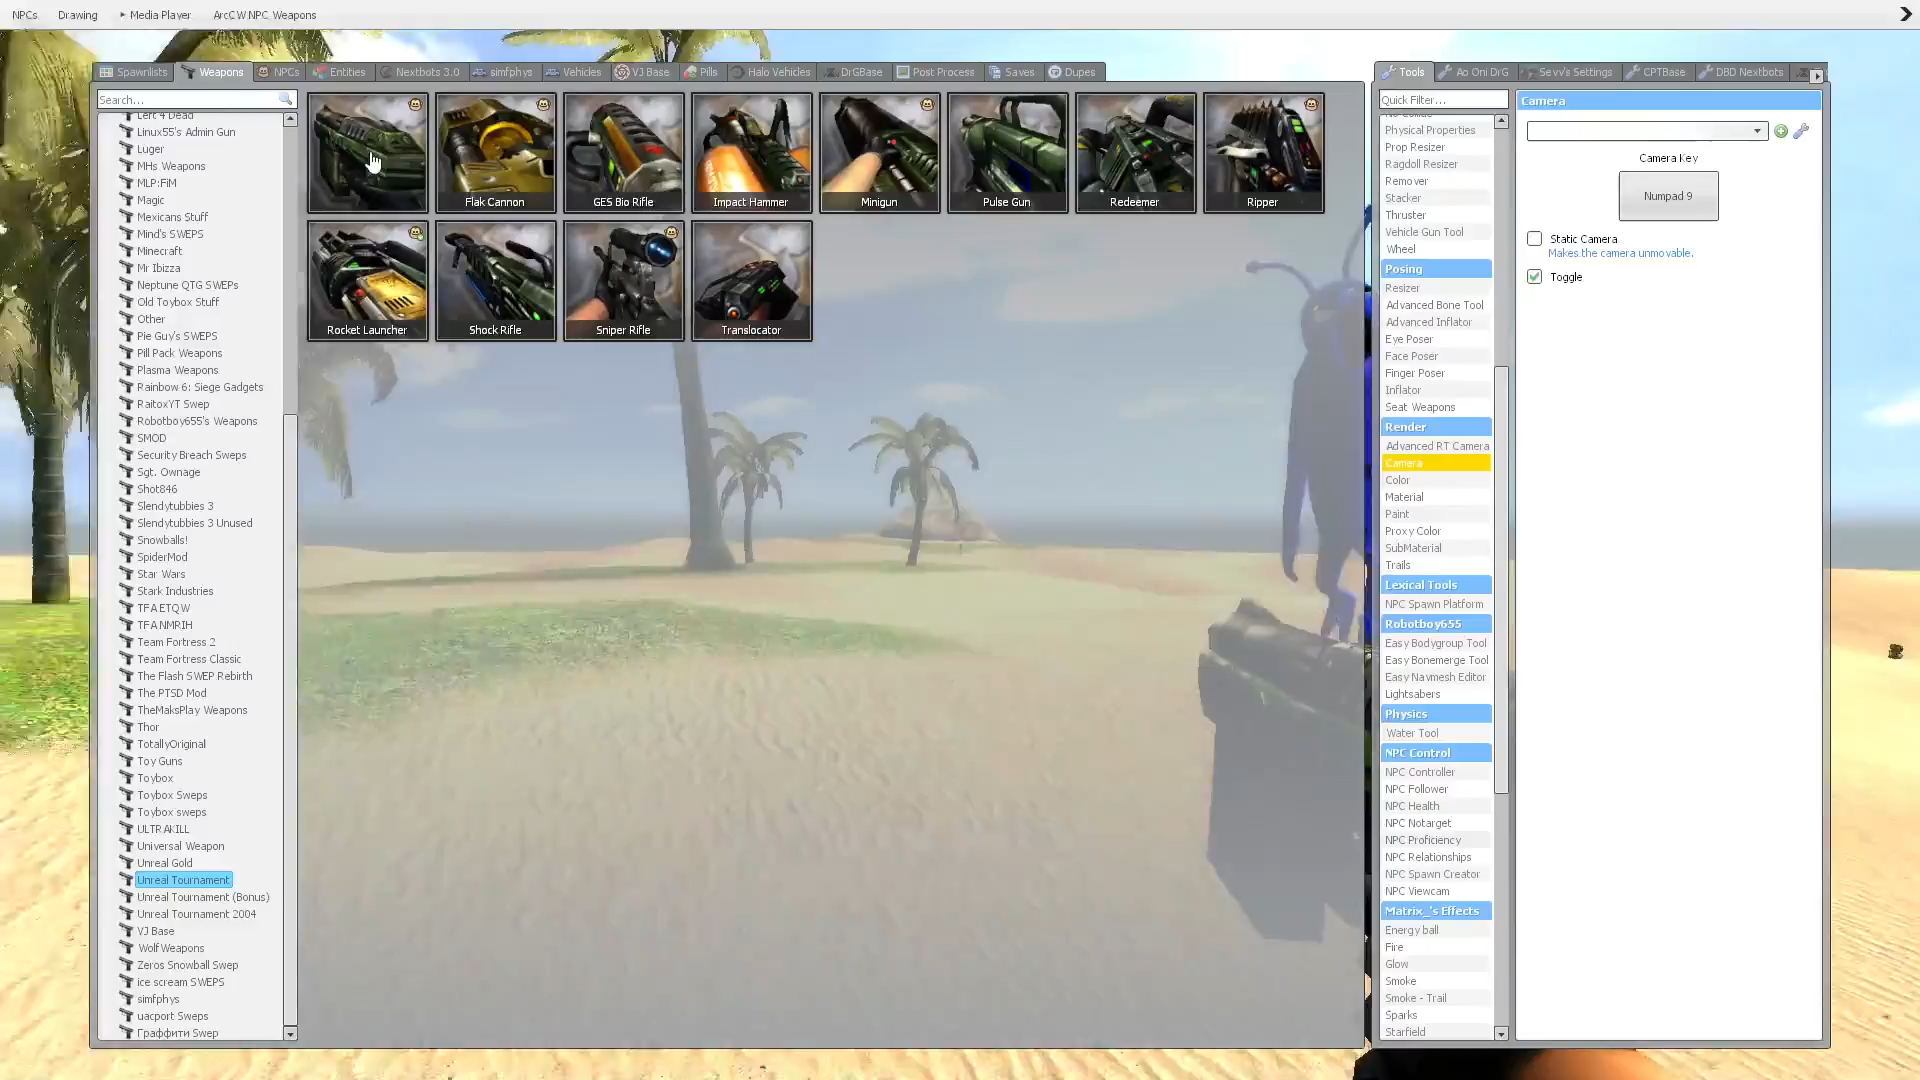 NPCs Drawing Media Player ArcCW NPC Weapons
Spawnlists Weapons NPCs Entities Nextbots 3.0 simfphys Vehicles VJ Base Pills Halo Vehicles DrGBase Post Process Saves Dupes
Search...
Left 4 Dead
Linux55's Admin Gun
Luger
MHs Weapons
MLP:FiM
Magic
Mexicans Stuff
Mind's SWEPS
Minecraft
Mr Ibizza
Neptune QTG SWEPs
Old Toybox Stuff
Other
Pie Guy's SWEPS
Pill Pack Weapons
Plasma Weapons
Rainbow 6: Siege Gadgets
RaitoxYT Swep
Robotboy655's Weapons
SMOD
Security Breach Sweps
Sgt. Ownage
Shot846
Slendytubbies 3
Slendytubbies 3 Unused
Snowballs!
SpiderMod
Star Wars
Stark Industries
TFA ETQW
TFA NMRIH
Team Fortress 2
Team Fortress Classic
The Flash SWEP Rebirth
The PTSD Mod
TheMaksPlay Weapons
Thor
TotallyOriginal
Toy Guns
Toybox
Toybox Sweps
Toybox sweps
ULTRAKILL
Universal Weapon
Unreal Gold
Unreal Tournament
Unreal Tournament (Bonus)
Unreal Tournament 2004
VJ Base
Wolf Weapons
Zeros Snowball Swep
ice scream SWEPS
simfphys
uacport Sweps
Граффити Swep
Flak Cannon GES Bio Rifle Impact Hammer Minigun Pulse Gun Redeemer Ripper
Rocket Launcher Shock Rifle Sniper Rifle Translocator
Tools Ao Oni DrG Sevv's Settings CPTBase DBD Nextbots
Quick Filter...
Physical Properties
Prop Resizer
Ragdoll Resizer
Remover
Stacker
Thruster
Vehicle Gun Tool
Wheel
Posing
Resizer
Advanced Bone Tool
Advanced Inflator
Eye Poser
Face Poser
Finger Poser
Inflator
Seat Weapons
Render
Advanced RT Camera
Camera
Color
Material
Paint
Proxy Color
SubMaterial
Trails
Lexical Tools
NPC Spawn Platform
Robotboy655
Easy Bodygroup Tool
Easy Bonemerge Tool
Easy Navmesh Editor
Lightsabers
Physics
Water Tool
NPC Control
NPC Controller
NPC Follower
NPC Health
NPC Notarget
NPC Proficiency
NPC Relationships
NPC Spawn Creator
NPC Viewcam
Matrix_'s Effects
Energy ball
Fire
Glow
Smoke
Smoke - Trail
Sparks
Starfield
Camera
Camera Key
Numpad 9
Static Camera
Makes the camera unmovable.
Toggle